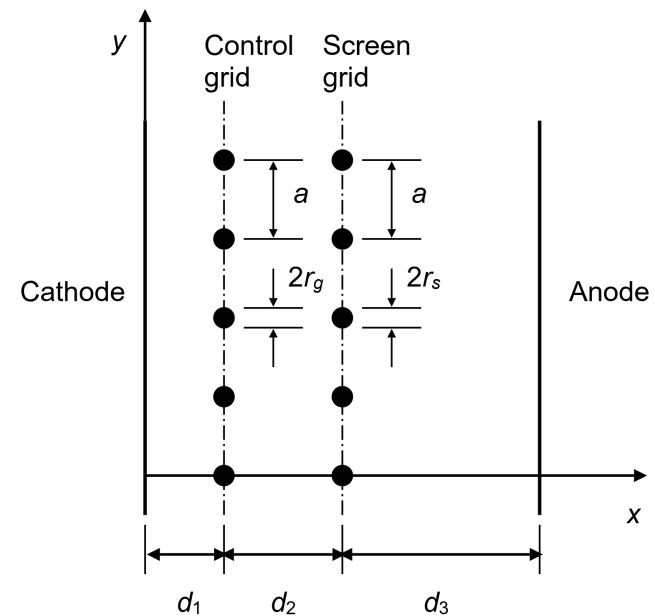 y
Control
grid
Screen
grid
a
a
2rg
2rs
Cathode
Anode
x
d1
d2
d3